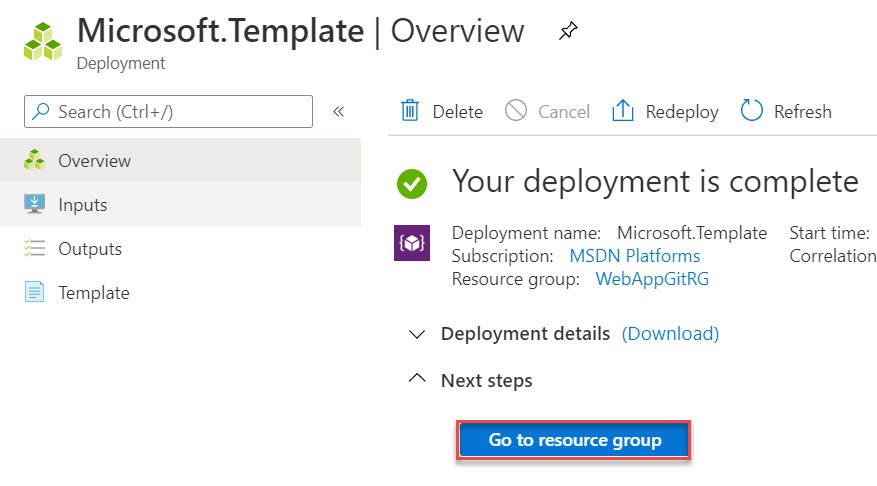 Microsoft.Template | Overview
Deployment
Search (Ctrl+/)
«
Delete
Cancel
Redeploy
Refresh
Overview
Inputs
Outputs
Template
Your deployment is complete
Deployment name: Microsoft.Template Start time:
Subscription: MSDN Platforms Correlation
Resource group: WebAppGitRG
Deployment details (Download)
Next steps
Go to resource group